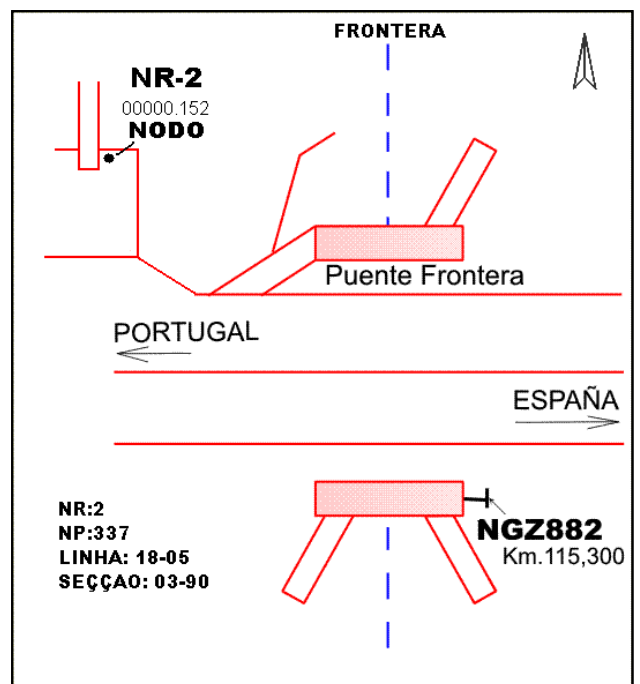 FRONTERA
NR-2
00000.152
NODO
Puente Frontera
PORTUGAL
ESPAÑA
NR:2
NP:337
LINHA: 18-05
SEÇÇAO: 03-90
NGZ882
Km.115,300